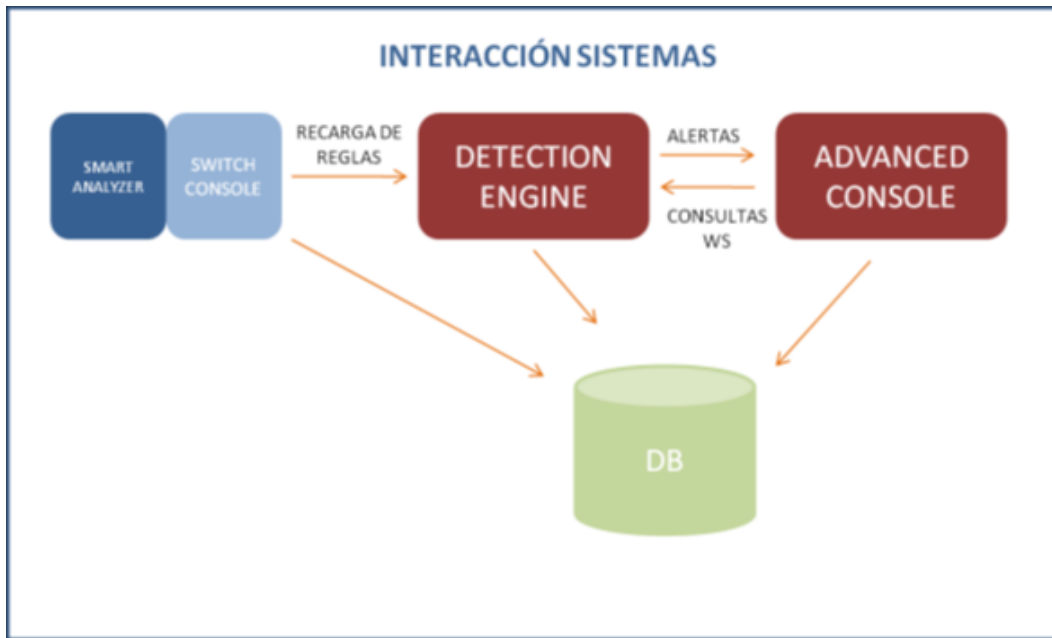 INTERACCIÓN SISTEMAS
SMART
ANALYZER
SWITCH
CONSOLE
RECARGA DE
REGLAS
DETECTION
ENGINE
ALERTAS
CONSULTAS
WS
ADVANCED
CONSOLE
DB